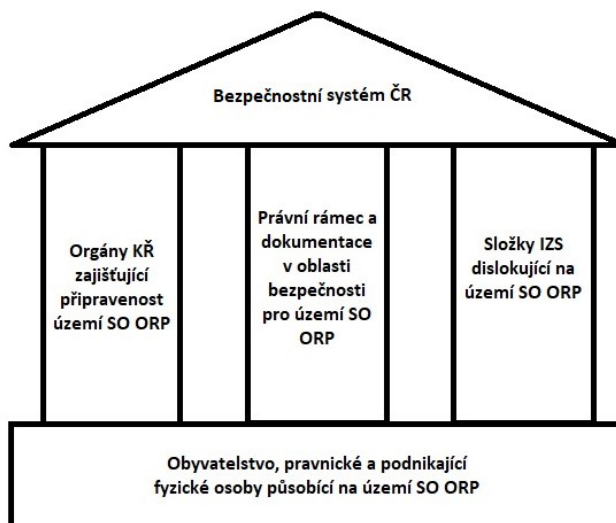 Bezpečnostní systém ČR
Orgány KŘ
zajišťující
připravenost
území SO ORP
Právní rámec a
dokumentace
v oblasti
bezpečnosti
pro území SO
ORP
Složky IZS
dislokující na
území SO ORP
Obyvatelstvo, pravnické a podnikající
fyzické osoby působící na území SO ORP